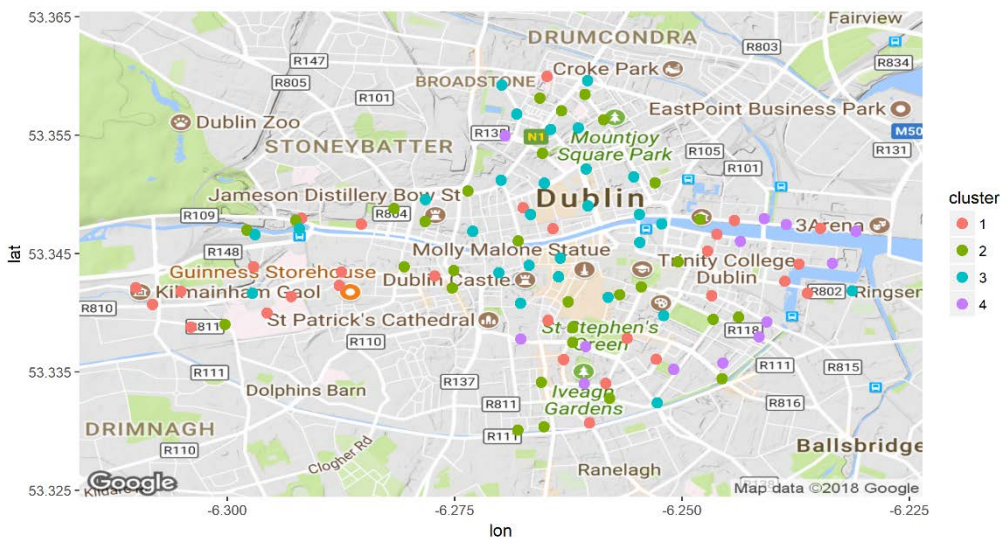 53.365
53.355
53.345
53.335
53.325
lat
-6.300
-6.275
-6.250
-6.225
lon
cluster
1
2
3
4
Fairview
DRUMCONDRA
R803
R147
Croke Park
R834
BROADSTONE
R805
R101
EastPoint Business Park
Dublin Zoo
N1
Mountjoy
Square Park
M50
STONEYBATTER
R105
R131
R101
Jameson Distillery Bow St
Dublin
R109
R804
3Arena
R148
Molly Malone Statue
Trinity College
Dublin
Guinness Storehouse
Dublin Castle
Kilmainham Gaol
R802
Ringsen
R810
R811
St Patrick's Cathedral
St Stephen's
Green
R118
R110
R111
R111
R815
Dolphins Barn
R137
Iveagh
Gardens
R811
R816
DRIMNAGH
R111
R110
Clogher Rd
Ballsbridge
Ranelagh
Google
Map data ©2018 Google